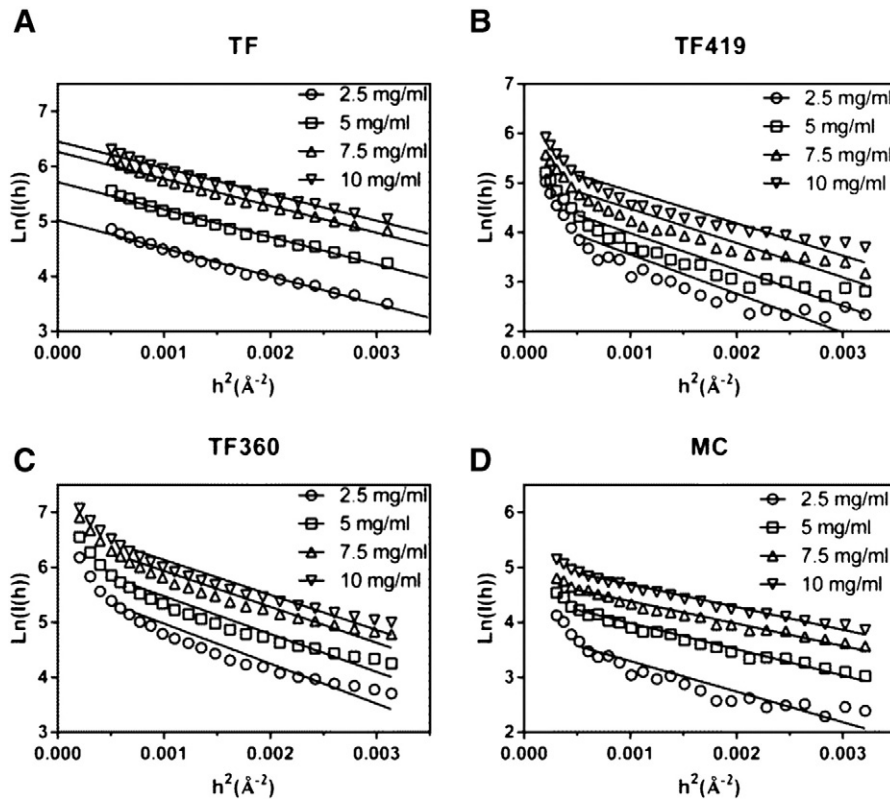 A
TF
Ln(I(h))
7
6
5
4
3
2.5 mg/ml
5 mg/ml
7.5 mg/ml
10 mg/ml
0.000 0.001 0.002 0.003
h²(Å⁻²)
B
TF419
Ln(I(h))
7
6
5
4
3
2
2.5 mg/ml
5 mg/ml
7.5 mg/ml
10 mg/ml
0.000 0.001 0.002 0.003
h²(Å⁻²)
C
TF360
Ln(I(h))
7
6
5
4
3
2.5 mg/ml
5 mg/ml
7.5 mg/ml
10 mg/ml
0.000 0.001 0.002 0.003
h²(Å⁻²)
D
MC
Ln(I(h))
7
6
5
4
3
2
2.5 mg/ml
5 mg/ml
7.5 mg/ml
10 mg/ml
0.000 0.001 0.002 0.003
h²(Å⁻²)